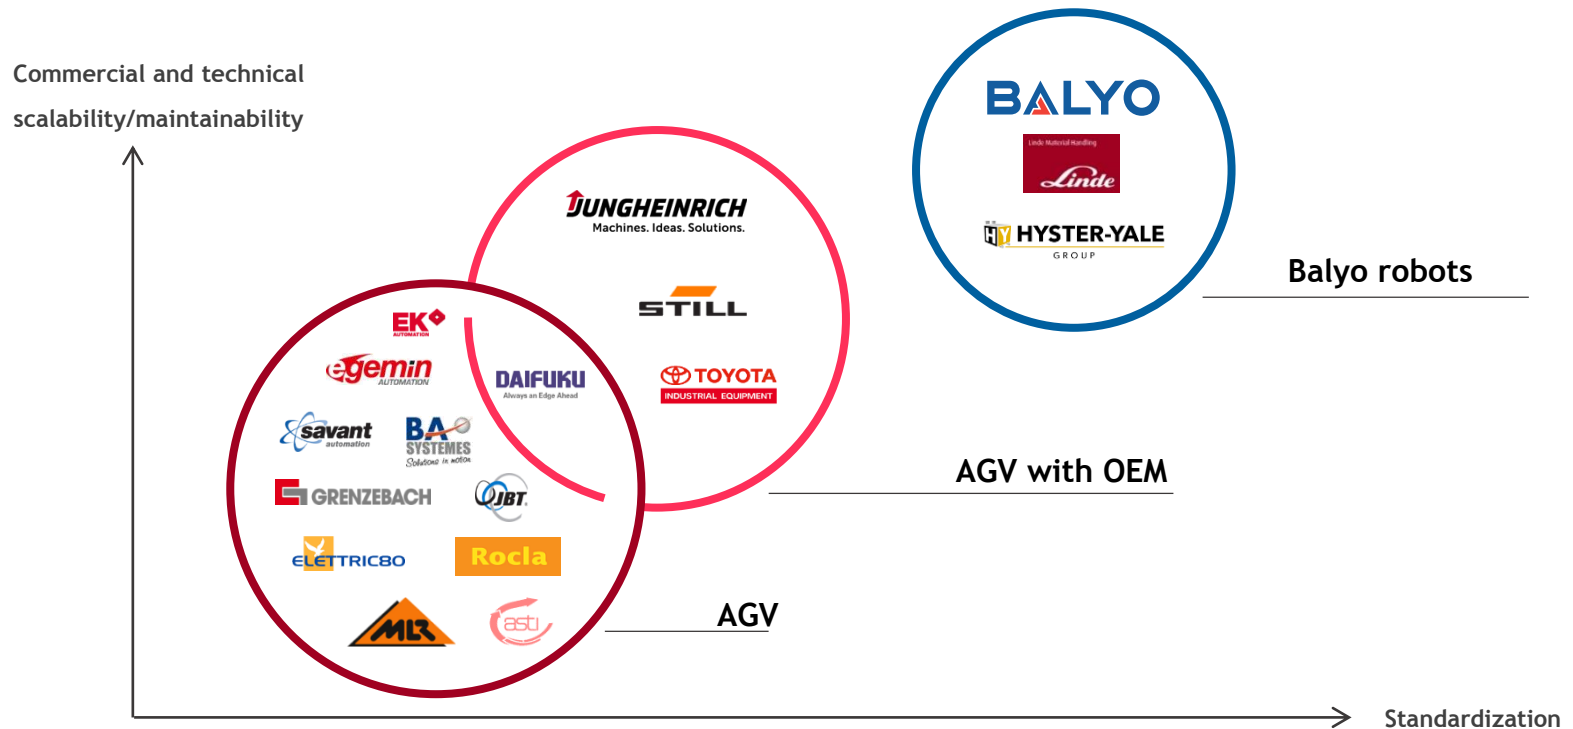 Commercial and technical
scalability/maintainability
BALYO
Linde Material Handling
Linde
HY HYSTER-YALE
GROUP
Balyo robots
JUNGHEINRICH
Machines. Ideas. Solutions.
STILL
TOYOTA
INDUSTRIAL EQUIPMENT
AGV with OEM
EK
AUTOMATION
egemin
AUTOMATION
DAIFUKU
Always an Edge Ahead
savant
automation
BA
SYSTEMES
Solutions in motion
GRENZEBACH
JBT
ELETTRIC80
Rocla
MLR
asti
AGV
Standardization